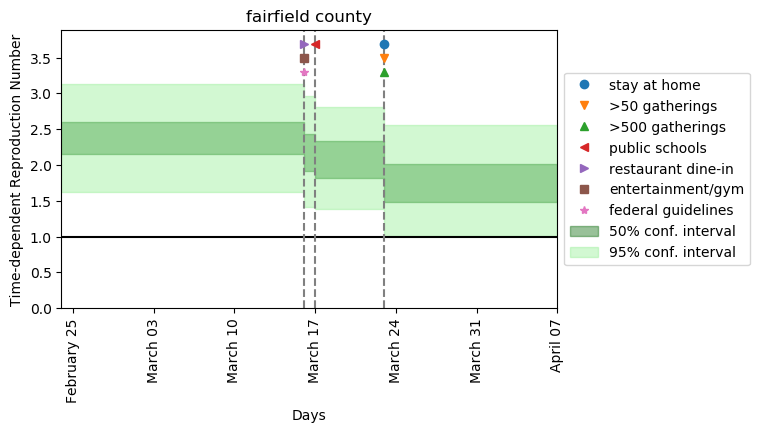 fairfield county
Time-dependent Reproduction Number
3.5
3.0
2.5
2.0
1.5
1.0
0.5
0.0
February 25
March 03
March 10
March 17
March 24
March 31
April 07
Days
stay at home
>50 gatherings
>500 gatherings
public schools
restaurant dine-in
entertainment/gym
federal guidelines
50% conf. interval
95% conf. interval